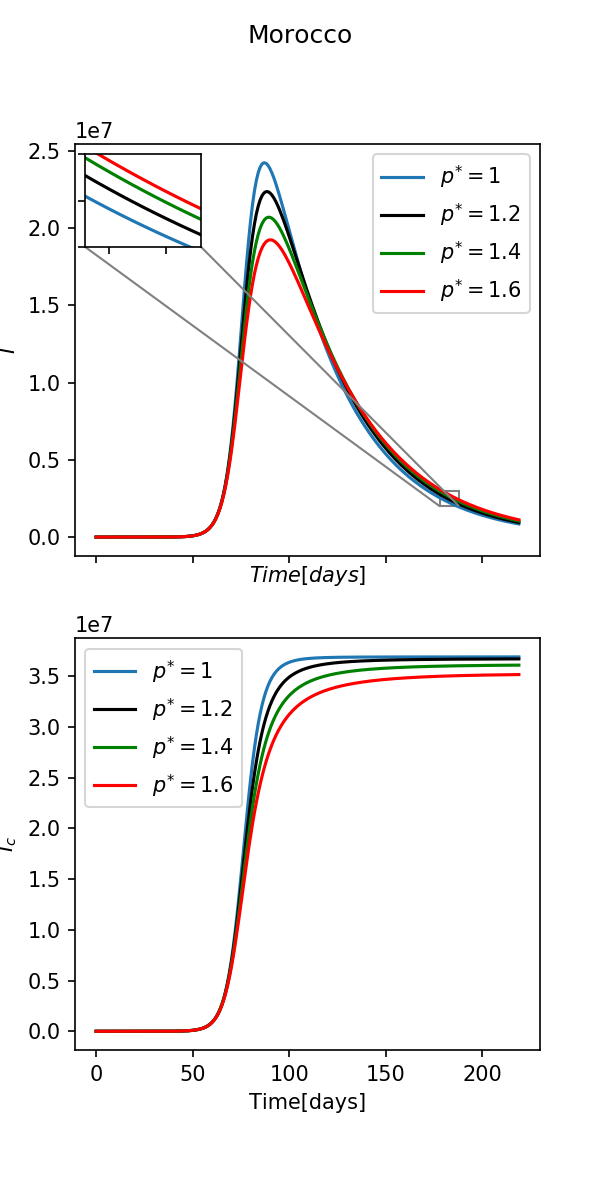 Morocco
1e7
2.5
2.0
1.5
1.0
0.5
0.0
I
p* = 1
p* = 1.2
p* = 1.4
p* = 1.6
Time[days]
1e7
3.5
3.0
2.5
2.0
1.5
1.0
0.5
0.0
I_c
p* = 1
p* = 1.2
p* = 1.4
p* = 1.6
0 50 100 150 200
Time[days]